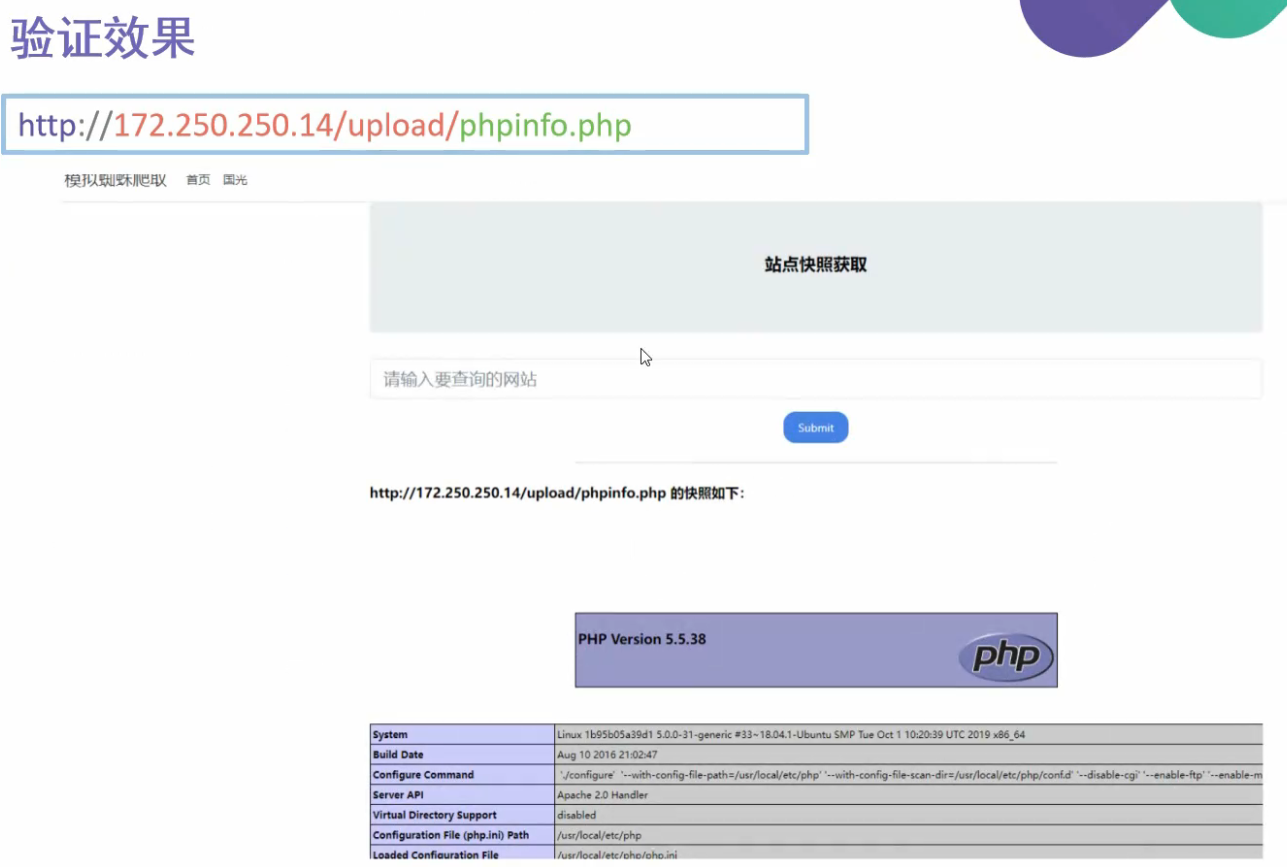 验证效果
http://172.250.250.14/upload/phpinfo.php
模拟蜘蛛爬取 首页 国光
站点快照获取
请输入要查询的网站
Submit
http://172.250.250.14/upload/phpinfo.php 的快照如下：
PHP Version 5.5.38
php
System Linux 1b95b05a39d1 5.0.0-31-generic #33~18.04.1-Ubuntu SMP Tue Oct 1 10:20:39 UTC 2019 x86_64
Build Date Aug 10 2016 21:02:47
Configure Command './configure' '--with-config-file-path=/usr/local/etc/php' '--with-config-file-scan-dir=/usr/local/etc/php/conf.d' '--disable-cgi' '--enable-ftp' '--enable-m
Server API Apache 2.0 Handler
Virtual Directory Support disabled
Configuration File (php.ini) Path /usr/local/etc/php
Loaded Configuration File /usr/local/etc/php/php.ini